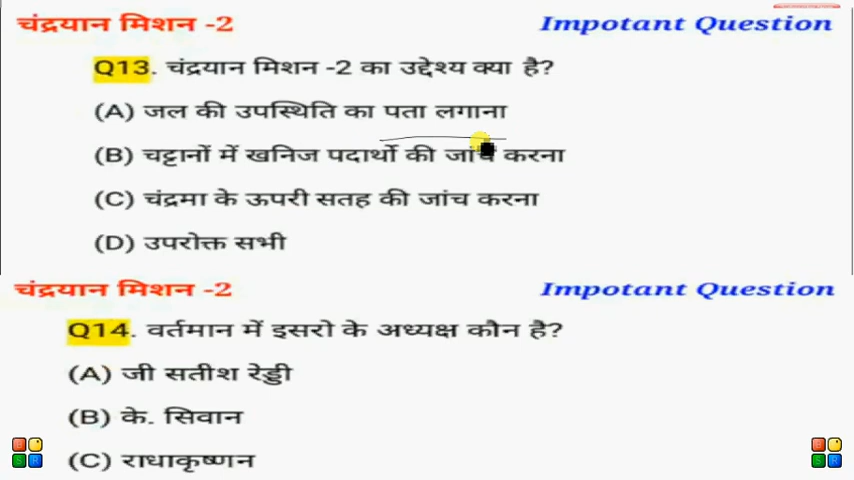 चंद्रयान मिशन -2 Impotant Question
Q13. चंद्रयान मिशन -2 का उद्देश्य क्या है?
(A) जल की उपस्थिति का पता लगाना
(B) चट्टानों में खनिज पदार्थो की जांच करना
(C) चंद्रमा के ऊपरी सतह की जांच करना
(D) उपरोक्त सभी
चंद्रयान मिशन -2 Impotant Question
Q14. वर्तमान में इसरो के अध्यक्ष कौन है?
(A) जी सतीश रेड्डी
(B) के. सिवान
(C) राधाकृष्णन
B
S R
B
S R